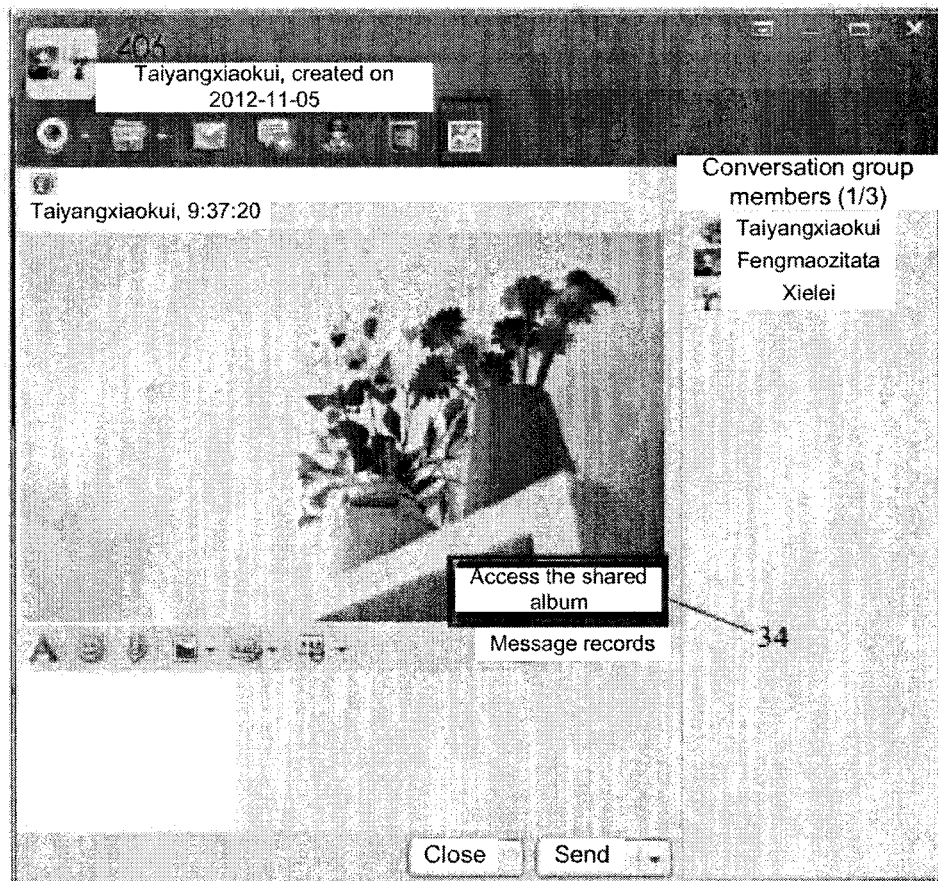 406
Taiyangxiaokui, created on
2012-11-05
Taiyangxiaokui, 9:37:20
Conversation group
members (1/3)
Taiyangxiaokui
Fengmaozitata
Xielei
Access the shared
album
34
Message records
Close
Send